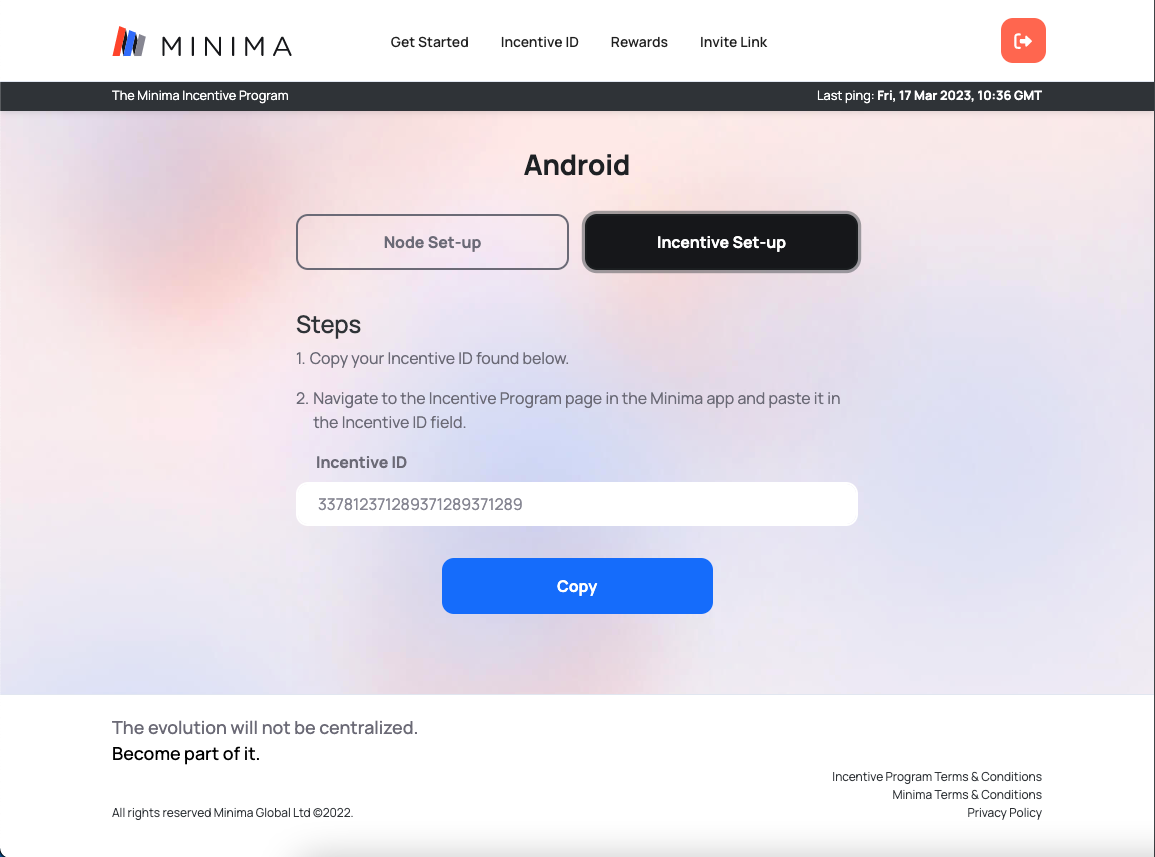 MINIMA
Get Started
Incentive ID
Rewards
Invite Link
The Minima Incentive Program
Last ping: Fri, 17 Mar 2023, 10:36 GMT
Android
Node Set-up
Incentive Set-up
Steps
1. Copy your Incentive ID found below.
2. Navigate to the Incentive Program page in the Minima app and paste it in
the Incentive ID field.
Incentive ID
337812371289371289371289
Copy
The evolution will not be centralized.
Become part of it.
Incentive Program Terms & Conditions
Minima Terms & Conditions
All rights reserved Minima Global Ltd ©2022.
Privacy Policy